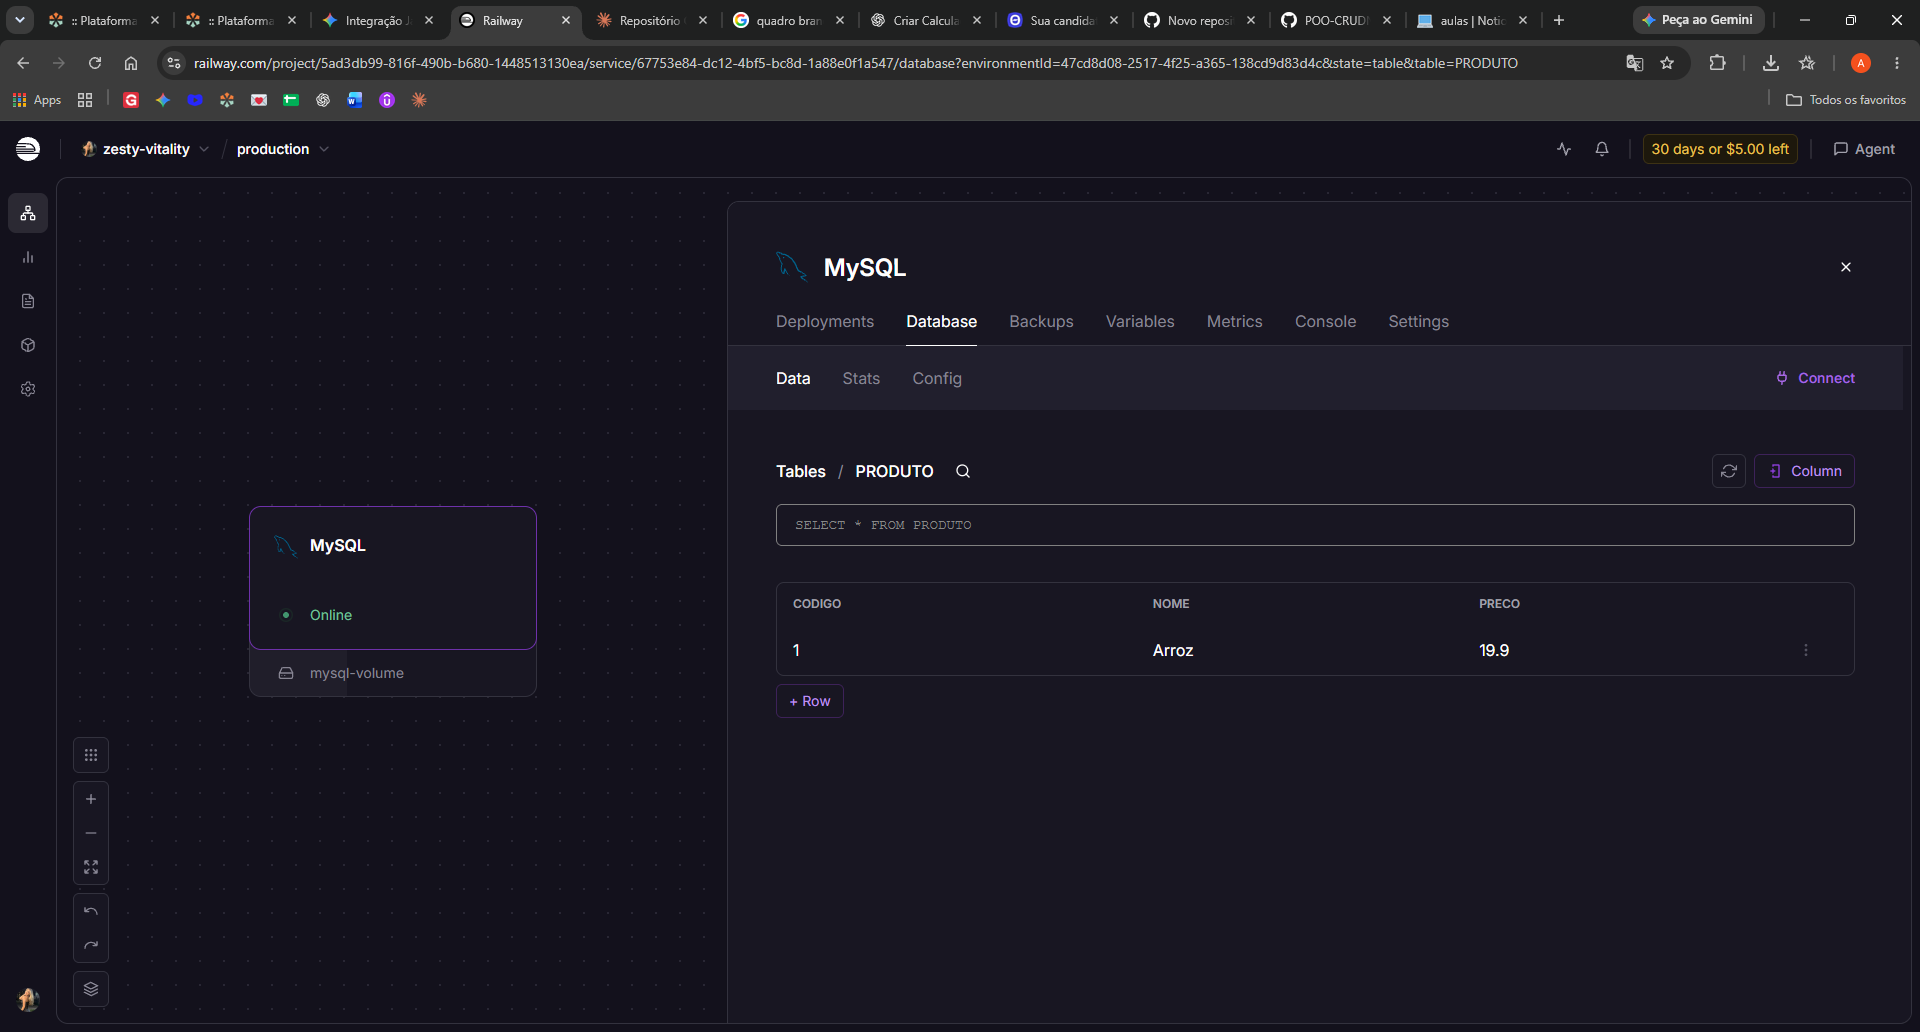 :: Plataforma
:: Plataforma
Integração J
Railway
Repositório
quadro bran
Criar Calcula
Sua candida
Novo reposi
POO-CRUD
aulas | Notic
Peça ao Gemini
railway.com/project/5ad3db99-816f-490b-b680-1448513130ea/service/67753e84-dc12-4bf5-bc8d-1a88e0f1a547/database?environmentId=47cd8d08-2517-4f25-a365-138cd9d83d4c&state=table&table=PRODUTO
A
Apps
Todos os favoritos
zesty-vitality / production
30 days or $5.00 left
Agent
MySQL
Deployments Database Backups Variables Metrics Console Settings
Data Stats Config
Connect
Tables / PRODUTO
Column
SELECT * FROM PRODUTO
CODIGO NOME PRECO
1 Arroz 19.9
+ Row
MySQL
Online
mysql-volume